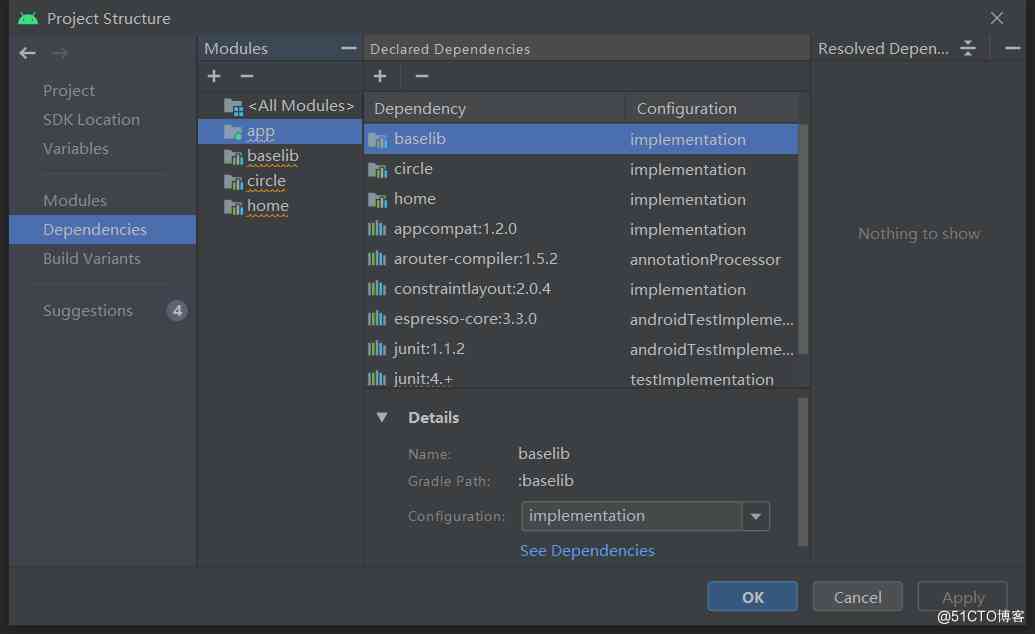 Project Structure
Project
SDK Location
Variables
Modules
Dependencies
Build Variants
Suggestions 4
Modules
<All Modules>
app
baselib
circle
home
Declared Dependencies
Dependency Configuration
baselib implementation
circle implementation
home implementation
appcompat:1.2.0 implementation
arouter-compiler:1.5.2 annotationProcessor
constraintlayout:2.0.4 implementation
espresso-core:3.3.0 androidTestImpleme...
junit:1.1.2 androidTestImpleme...
junit:4.+ testImplementation
Details
Name: baselib
Gradle Path: :baselib
Configuration: implementation
See Dependencies
Resolved Depen...
Nothing to show
OK Cancel Apply
@51CTO博客